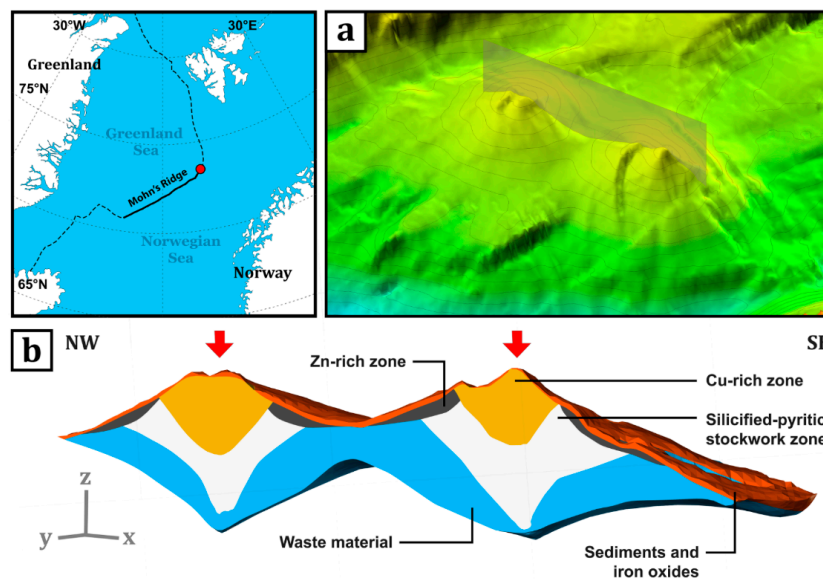 30°W
30°E
Greenland
75°N
Greenland
Sea
Mohn's Ridge
Norwegian
Sea
Norway
65°N
a
b
NW
SE
Zn-rich zone
Cu-rich zone
Silicified-pyritic
stockwork zone
z
y
x
Waste material
Sediments and
iron oxides